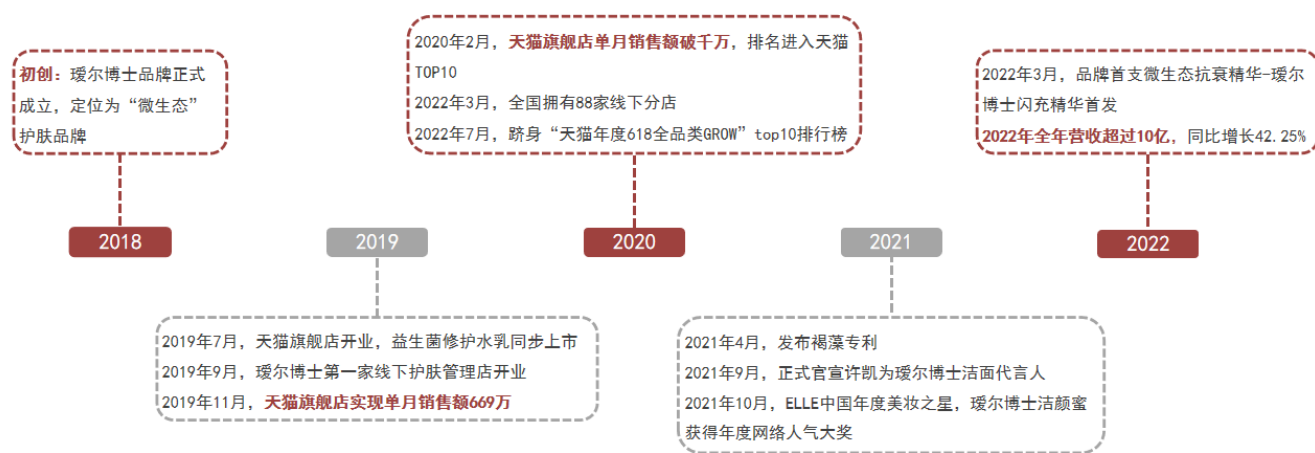 初创：瑷尔博士品牌正式
成立，定位为“微生态”
护肤品牌
2018
2019
2019年7月，天猫旗舰店开业，益生菌修护水乳同步上市
2019年9月，瑷尔博士第一家线下护肤管理店开业
2019年11月，天猫旗舰店实现单月销售额669万
2020年2月，天猫旗舰店单月销售额破千万，排名进入天猫
TOP10
2022年3月，全国拥有88家线下分店
2022年7月，跻身“天猫年度618全品类GROW”top10排行榜
2020
2021
2021年4月，发布褐藻专利
2021年9月，正式官宣许凯为瑷尔博士洁面代言人
2021年10月，ELLE中国年度美妆之星，瑷尔博士洁颜蜜
获得年度网络人气大奖
2022年3月，品牌首支微生态抗衰精华-瑷尔
博士闪充精华首发
2022年全年营收超过10亿，同比增长42.25%
2022